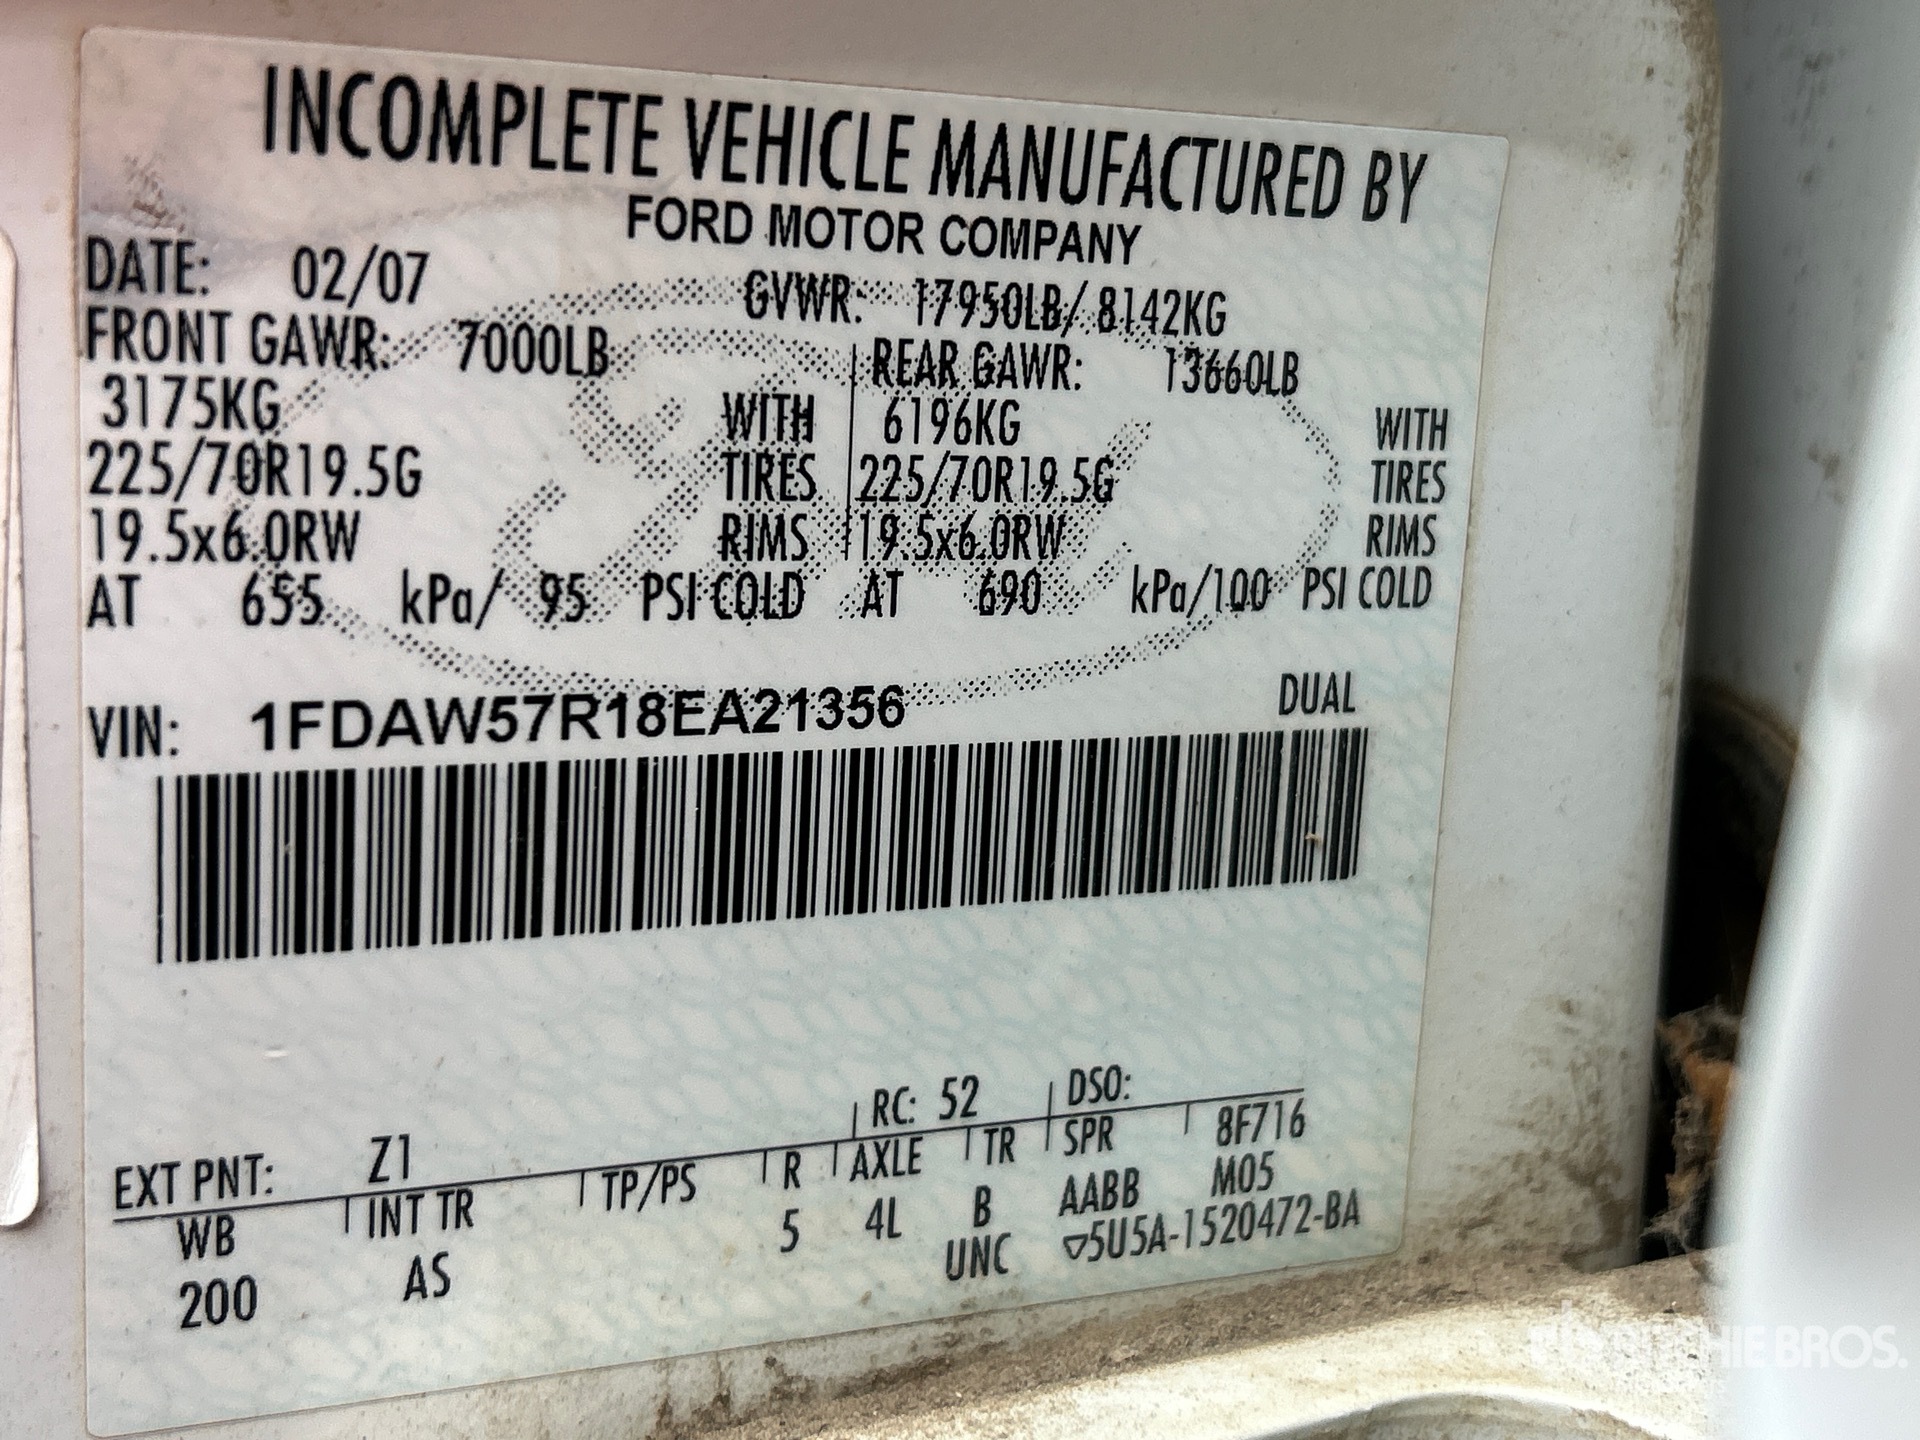 INCOMPLETE VEHICLE MANUFACTURED BY
FORD MOTOR COMPANY
DATE: 02/07 GVWR: 17950LB/ 8142KG
FRONT GAWR: 7000LB REAR GAWR: 13660LB
3175KG WITH 6196KG WITH
225/70R19.5G TIRES 225/70R19.5G TIRES
19.5x6.0RW RIMS 19.5x6.0RW RIMS
AT 655 kPa/ 95 PSI COLD AT 690 kPa/100 PSI COLD
VIN: 1FDAW57R18EA21356 DUAL
EXT PNT: Z1 RC: 52 DSO:
WB INT TR TP/PS R AXLE TR SPR 8F716
200 AS 5 4L B AABB M05
UNC ▽5U5A-1520472-BA
BROS.